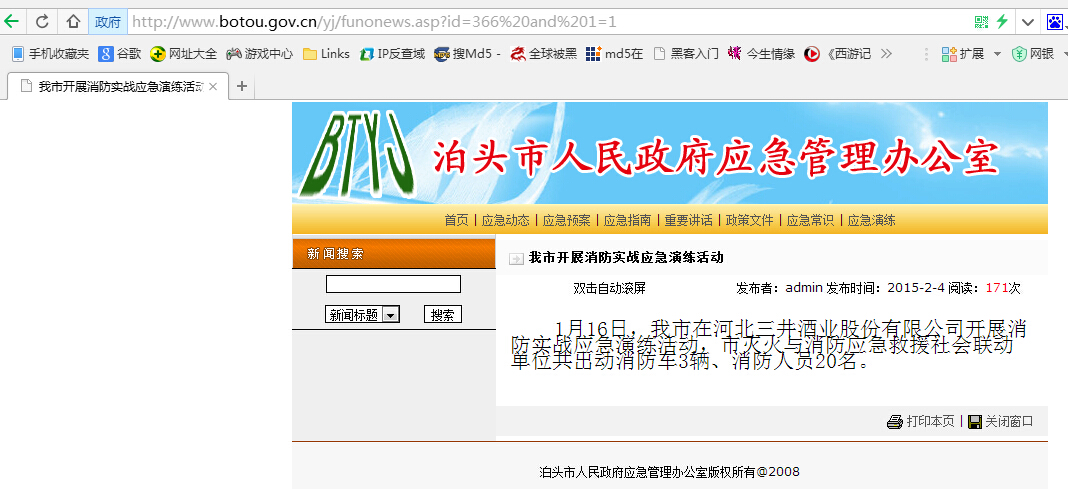 政府 http://www.botou.gov.cn/yj/funonews.asp?id=366%20and%201=1
手机收藏夹 谷歌 网址大全 游戏中心 Links IP反查域 搜Md5 - 全球被黑 md5在 黑客入门 今生情缘 《西游记 扩展 网银
我市开展消防实战应急演练活动
BTYJ 泊头市人民政府应急管理办公室
首页 | 应急动态 | 应急预案 | 应急指南 | 重要讲话 | 政策文件 | 应急常识 | 应急演练
新闻搜索
新闻标题 搜索
我市开展消防实战应急演练活动
双击自动滚屏 发布者：admin 发布时间：2015-2-4 阅读：171次
1月16日，我市在河北三井酒业股份有限公司开展消
防实战应急演练活动，市灭火与消防应急救援社会联动
单位共出动消防车3辆、消防人员20名。
打印本页 | 关闭窗口
泊头市人民政府应急管理办公室版权所有@2008